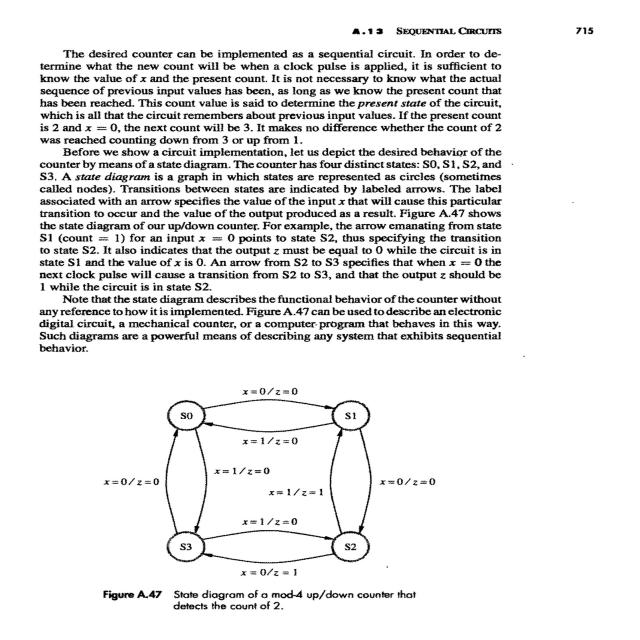 A.13 SEQUENTIAL CIRCUITS 715
The desired counter can be implemented as a sequential circuit. In order to de-
termine what the new count will be when a clock pulse is applied, it is sufficient to
know the value of x and the present count. It is not necessary to know what the actual
sequence of previous input values has been, as long as we know the present count that
has been reached. This count value is said to determine the present state of the circuit,
which is all that the circuit remembers about previous input values. If the present count
is 2 and x = 0, the next count will be 3. It makes no difference whether the count of 2
was reached counting down from 3 or up from 1.
Before we show a circuit implementation, let us depict the desired behavior of the
counter by means of a state diagram. The counter has four distinct states: S0, S1, S2, and
S3. A state diagram is a graph in which states are represented as circles (sometimes
called nodes). Transitions between states are indicated by labeled arrows. The label
associated with an arrow specifies the value of the input x that will cause this particular
transition to occur and the value of the output produced as a result. Figure A.47 shows
the state diagram of our up/down counter. For example, the arrow emanating from state
S1 (count = 1) for an input x = 0 points to state S2, thus specifying the transition
to state S2. It also indicates that the output z must be equal to 0 while the circuit is in
state S1 and the value of x is 0. An arrow from S2 to S3 specifies that when x = 0 the
next clock pulse will cause a transition from S2 to S3, and that the output z should be
1 while the circuit is in state S2.
Note that the state diagram describes the functional behavior of the counter without
any reference to how it is implemented. Figure A.47 can be used to describe an electronic
digital circuit, a mechanical counter, or a computer program that behaves in this way.
Such diagrams are a powerful means of describing any system that exhibits sequential
behavior.
x = 0 / z = 0
S0
S1
x = 1 / z = 0
x = 1 / z = 0
x = 0 / z = 0
x = 0 / z = 0
x = 1 / z = 1
x = 1 / z = 0
S3
S2
x = 0/z = 1
Figure A.47 State diagram of a mod-4 up/down counter that
detects the count of 2.